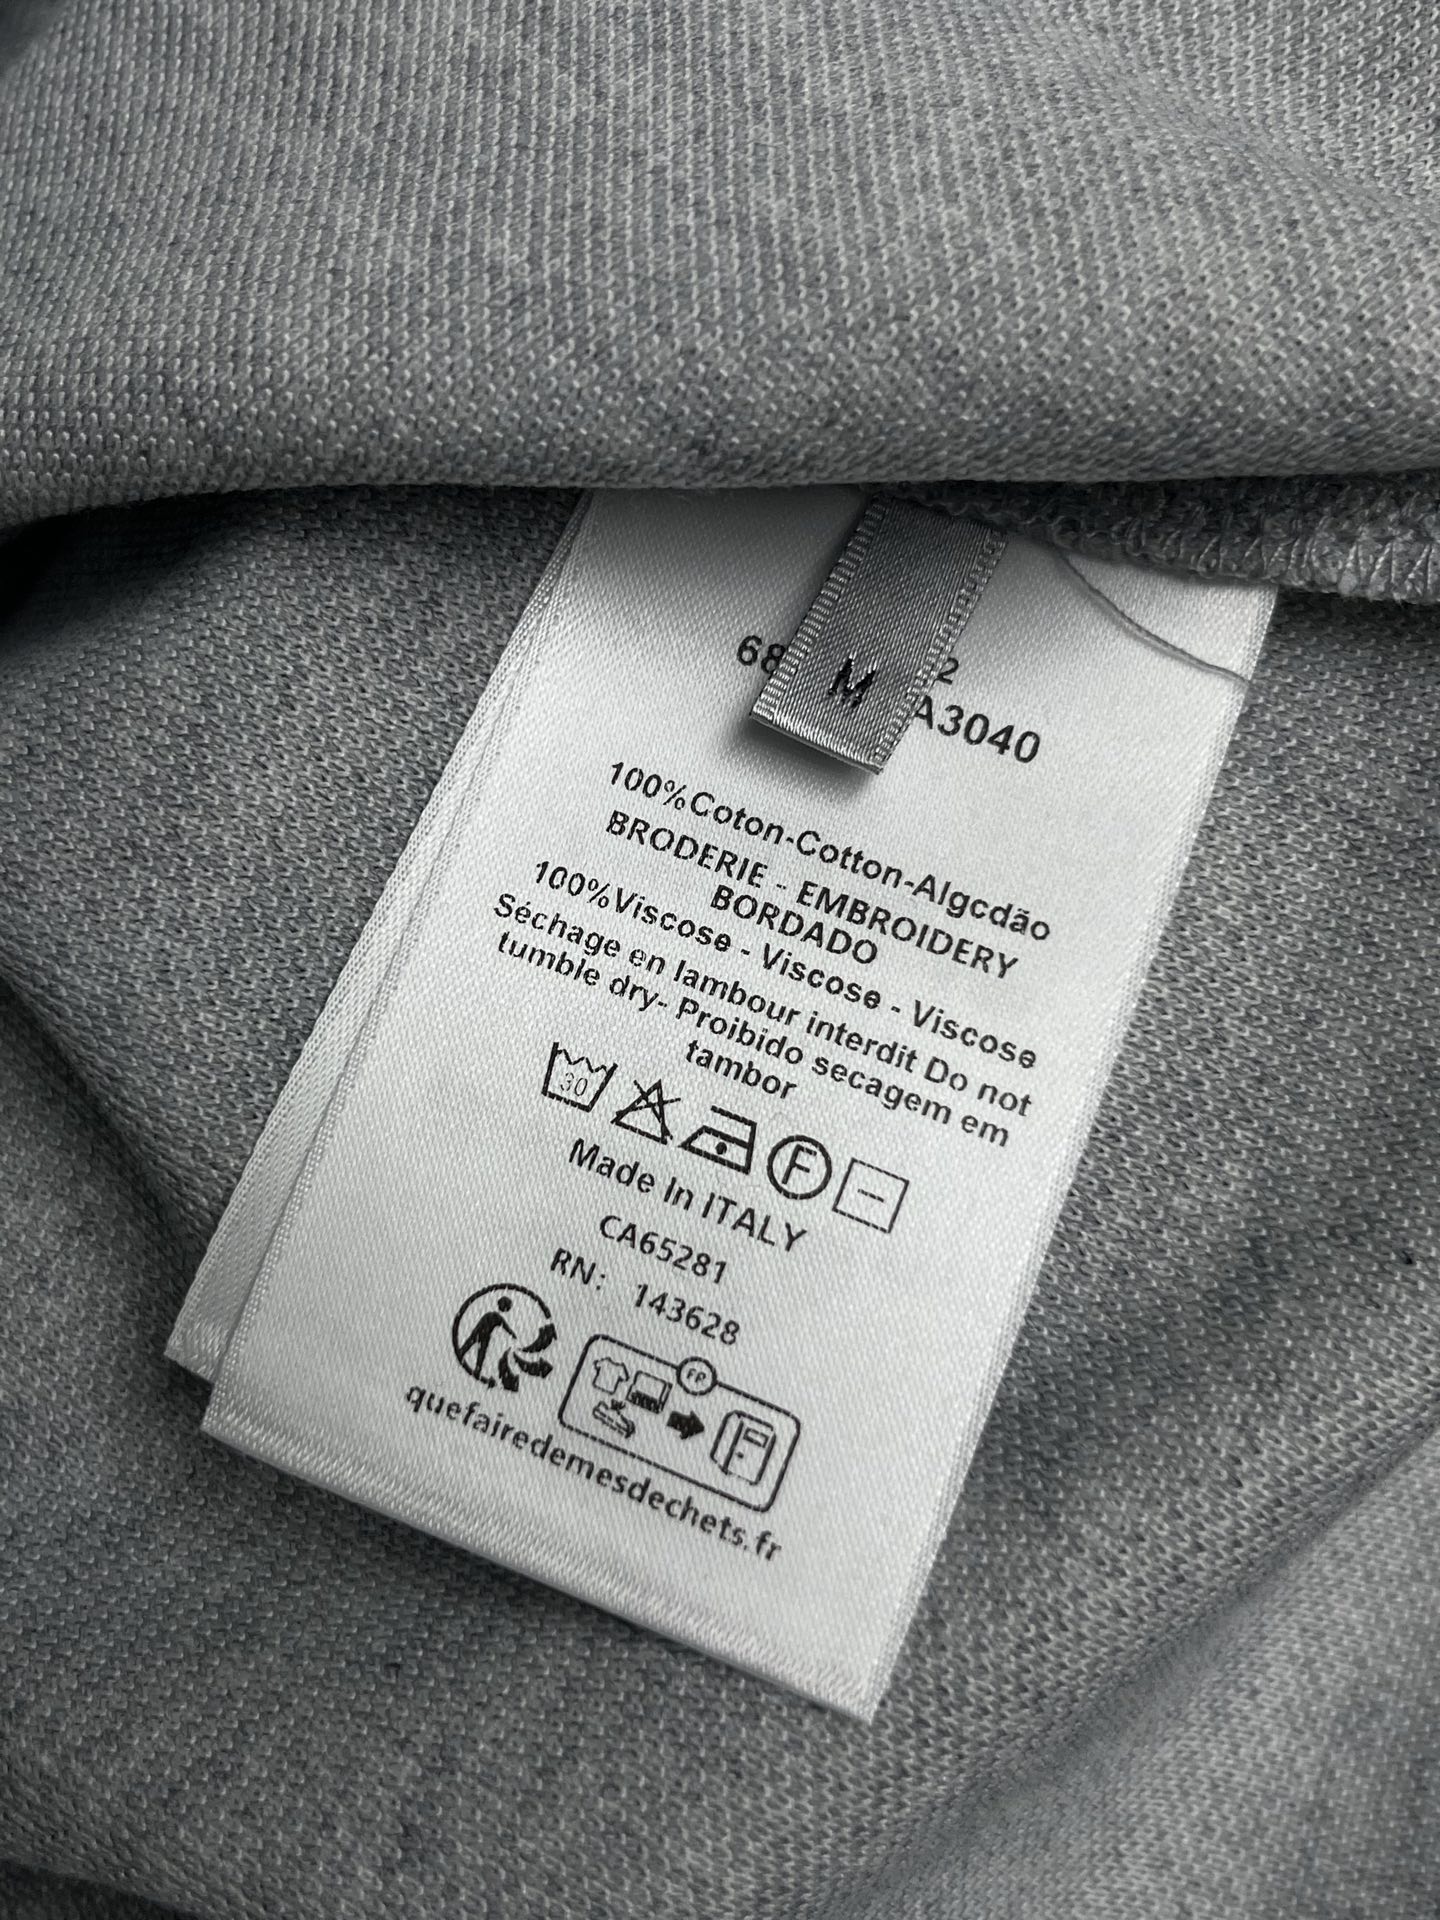 M
68 2
A3040
100%Coton-Cotton-Algcdão
BRODERIE - EMBROIDERY
BORDADO
100%Viscose - Viscose - Viscose
Séchage en lambour interdit Do not
tumble dry- Proibido secagem em
tambor
30
F
Made In ITALY
CA65281
RN: 143628
FR
quefairedemesdechets.fr